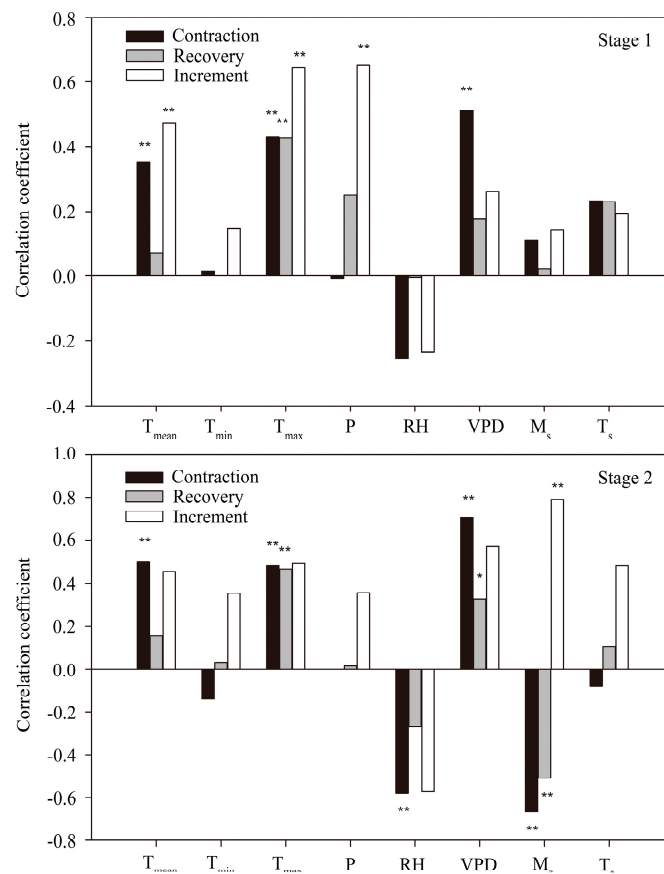 0.8
Contraction
Recovery
Increment
Stage 1
** ** ** ** ** ** **
0.6
0.4
0.2
0.0
-0.2
-0.4
Correlation coefficient
Tmean Tmin Tmax P RH VPD Ms Ts
1.0
Contraction
Recovery
Increment
Stage 2
** ** ** ** * **
0.8
0.6
0.4
0.2
0.0
-0.2
-0.4
-0.6
-0.8
Correlation coefficient
** ** **
Tmean Tmin Tmax P RH VPD Ms Ts